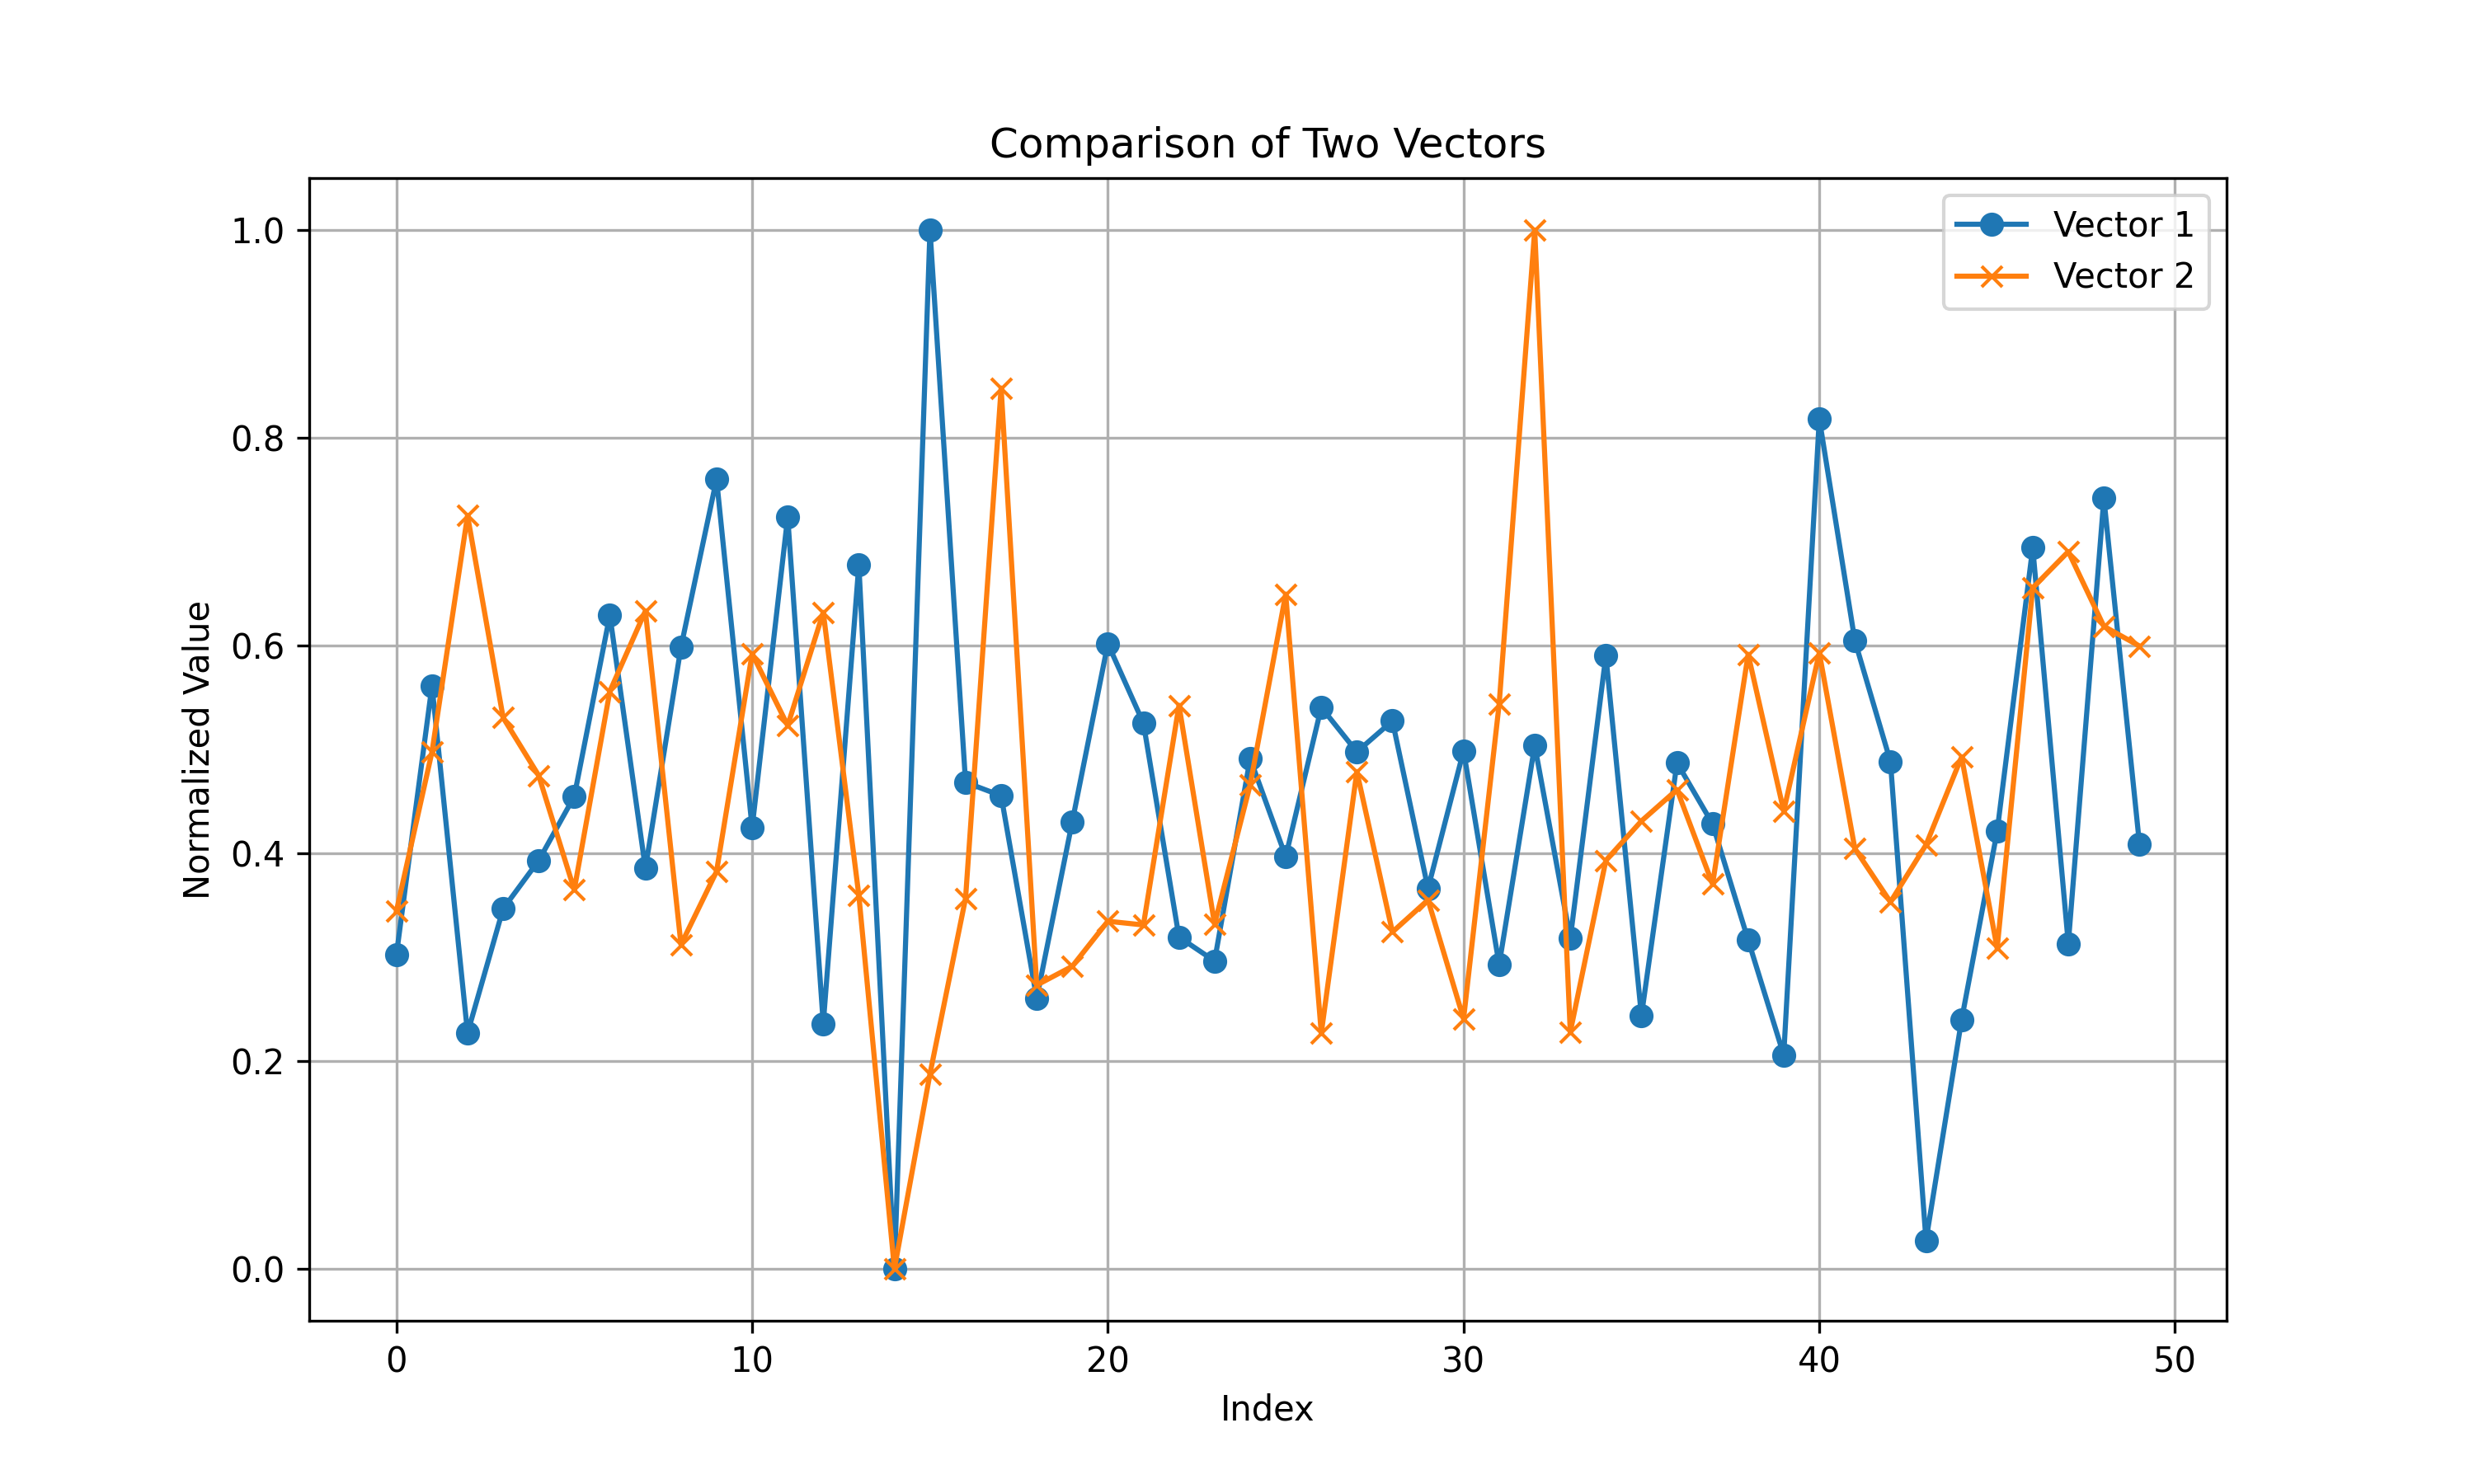 Comparison of Two Vectors
Vector 1
Vector 2
Normalized Value
1.0
0.8
0.6
0.4
0.2
0.0
0 10 20 30 40 50
Index